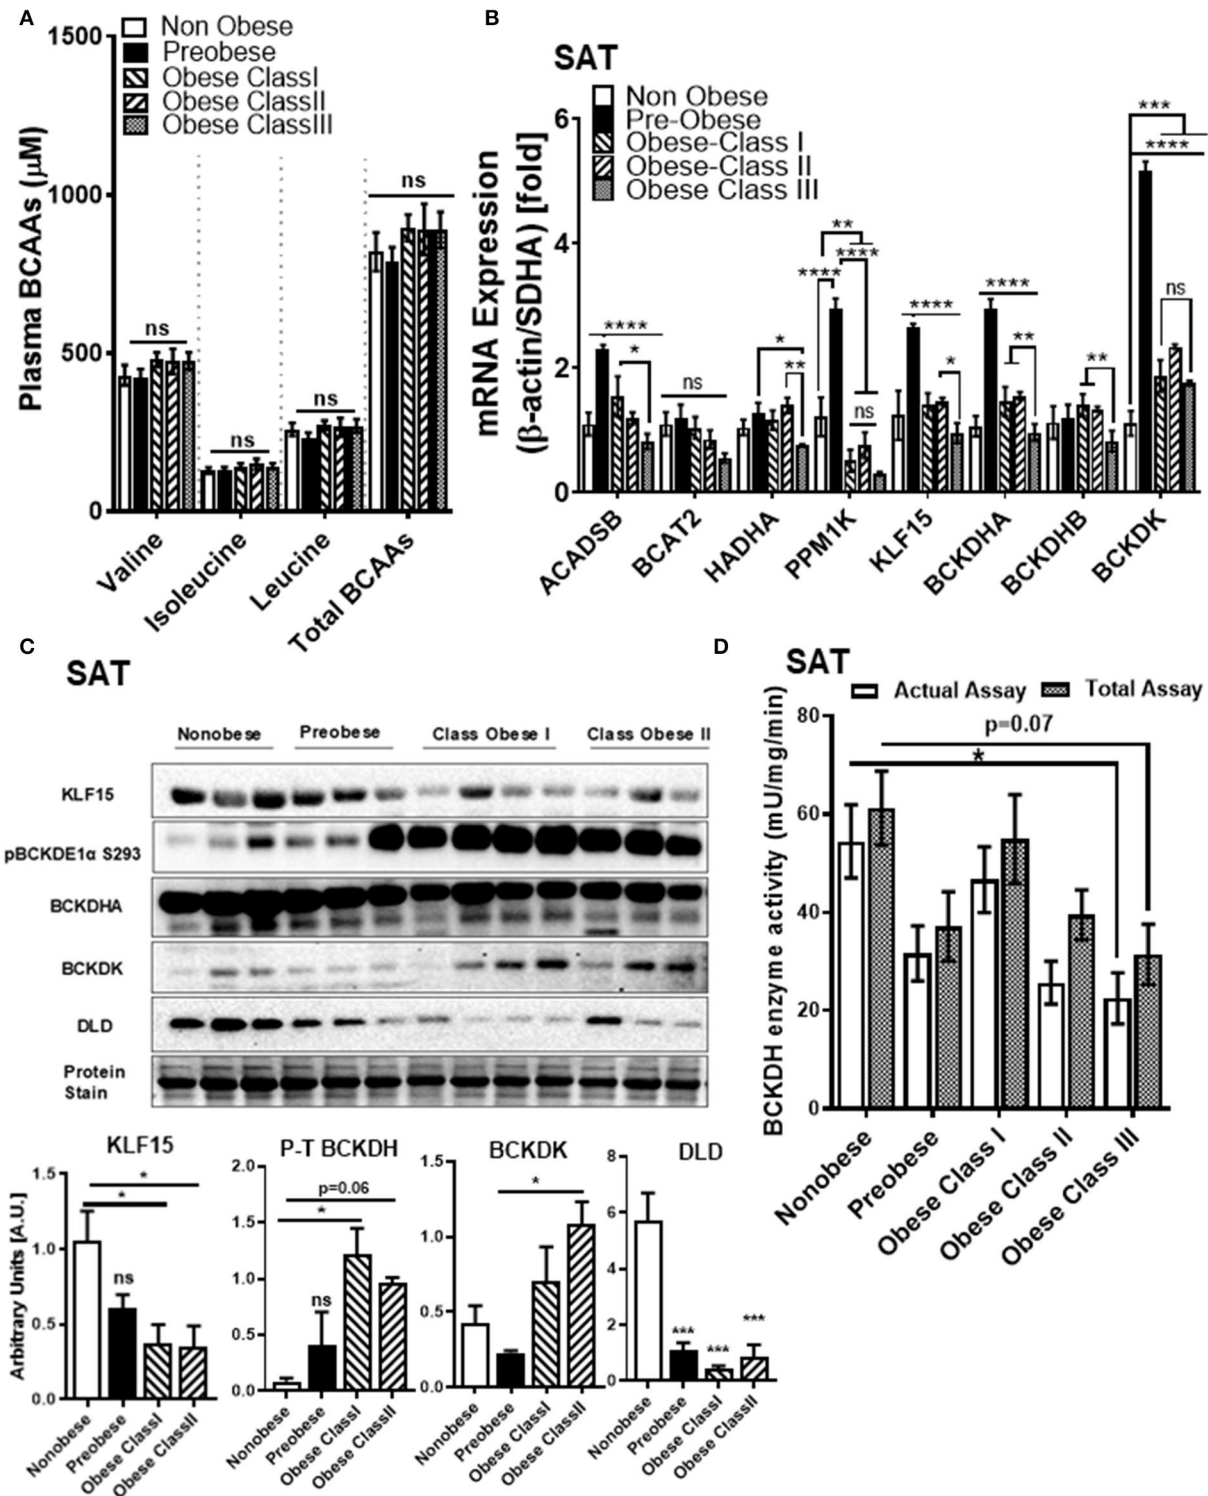 A
1500
1000
500
0
Plasma BCAAs (μM)
Non Obese
Preobese
Obese ClassI
Obese ClassII
Obese ClassIII
ns
ns
ns
ns
Valine
Isoleucine
Leucine
Total BCAAs
B
SAT
Non Obese
Pre-Obese
Obese-Class I
Obese-Class II
Obese Class III
mRNA Expression
(β-actin/SDHA) [fold]
6
4
2
0
****
*
ns
*
**
****
**
****
ns
****
*
****
**
**
***
****
ns
ACADSB
BCAT2
HADHA
PPM1K
KLF15
BCKDHA
BCKDHB
BCKDK
C
SAT
Nonobese
Preobese
Class Obese I
Class Obese II
KLF15
pBCKDE1α S293
BCKDHA
BCKDK
DLD
Protein
Stain
D
SAT
Actual Assay
Total Assay
BCKDH enzyme activity (mU/mg/min)
80
60
40
20
0
p=0.07
*
Nonobese
Preobese
Obese Class I
Obese Class II
Obese Class III
KLF15
Arbitrary Units [A.U.]
1.5
1.0
0.5
0.0
*
*
ns
Nonobese
Preobese
Obese ClassI
Obese ClassII
P-T BCKDH
2.0
1.5
1.0
0.5
0.0
p=0.06
*
ns
Nonobese
Preobese
Obese ClassI
Obese ClassII
BCKDK
1.5
1.0
0.5
0.0
*
Nonobese
Preobese
Obese ClassI
Obese ClassII
DLD
8
6
4
2
0
***
***
***
Nonobese
Preobese
Obese ClassI
Obese ClassII